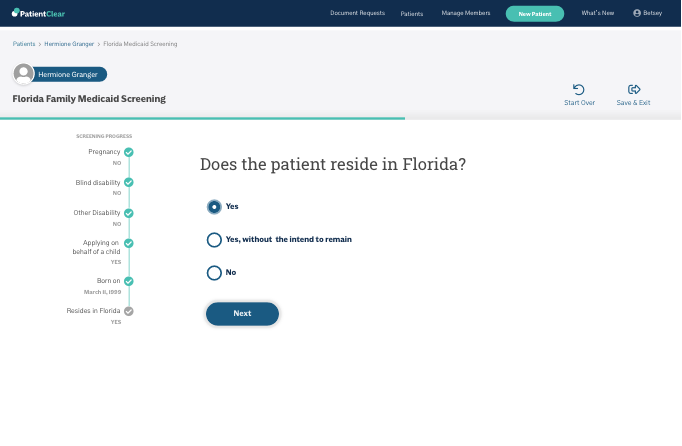 PatientClear
Document Requests
Patients
Manage Members
New Patient
What's New
Betsey
Patients > Hermione Granger > Florida Medicaid Screening
Hermione Granger
Florida Family Medicaid Screening
Start Over
Save & Exit
SCREENING PROGRESS
Pregnancy
NO
Blind disability
NO
Other Disability
NO
Applying on
behalf of a child
YES
Born on
March 11, 1999
Resides in Florida
YES
Does the patient reside in Florida?
Yes
Yes, without the intend to remain
No
Next